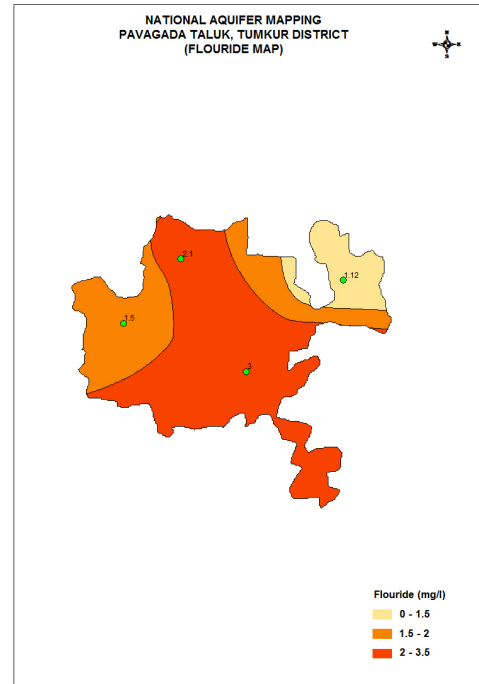 NATIONAL AQUIFER MAPPING
PAVAGADA TALUK, TUMKUR DISTRICT
(FLOURIDE MAP)
N
W E
S
2.1
1.12
1.5
3
Flouride (mg/l)
0 - 1.5
1.5 - 2
2 - 3.5